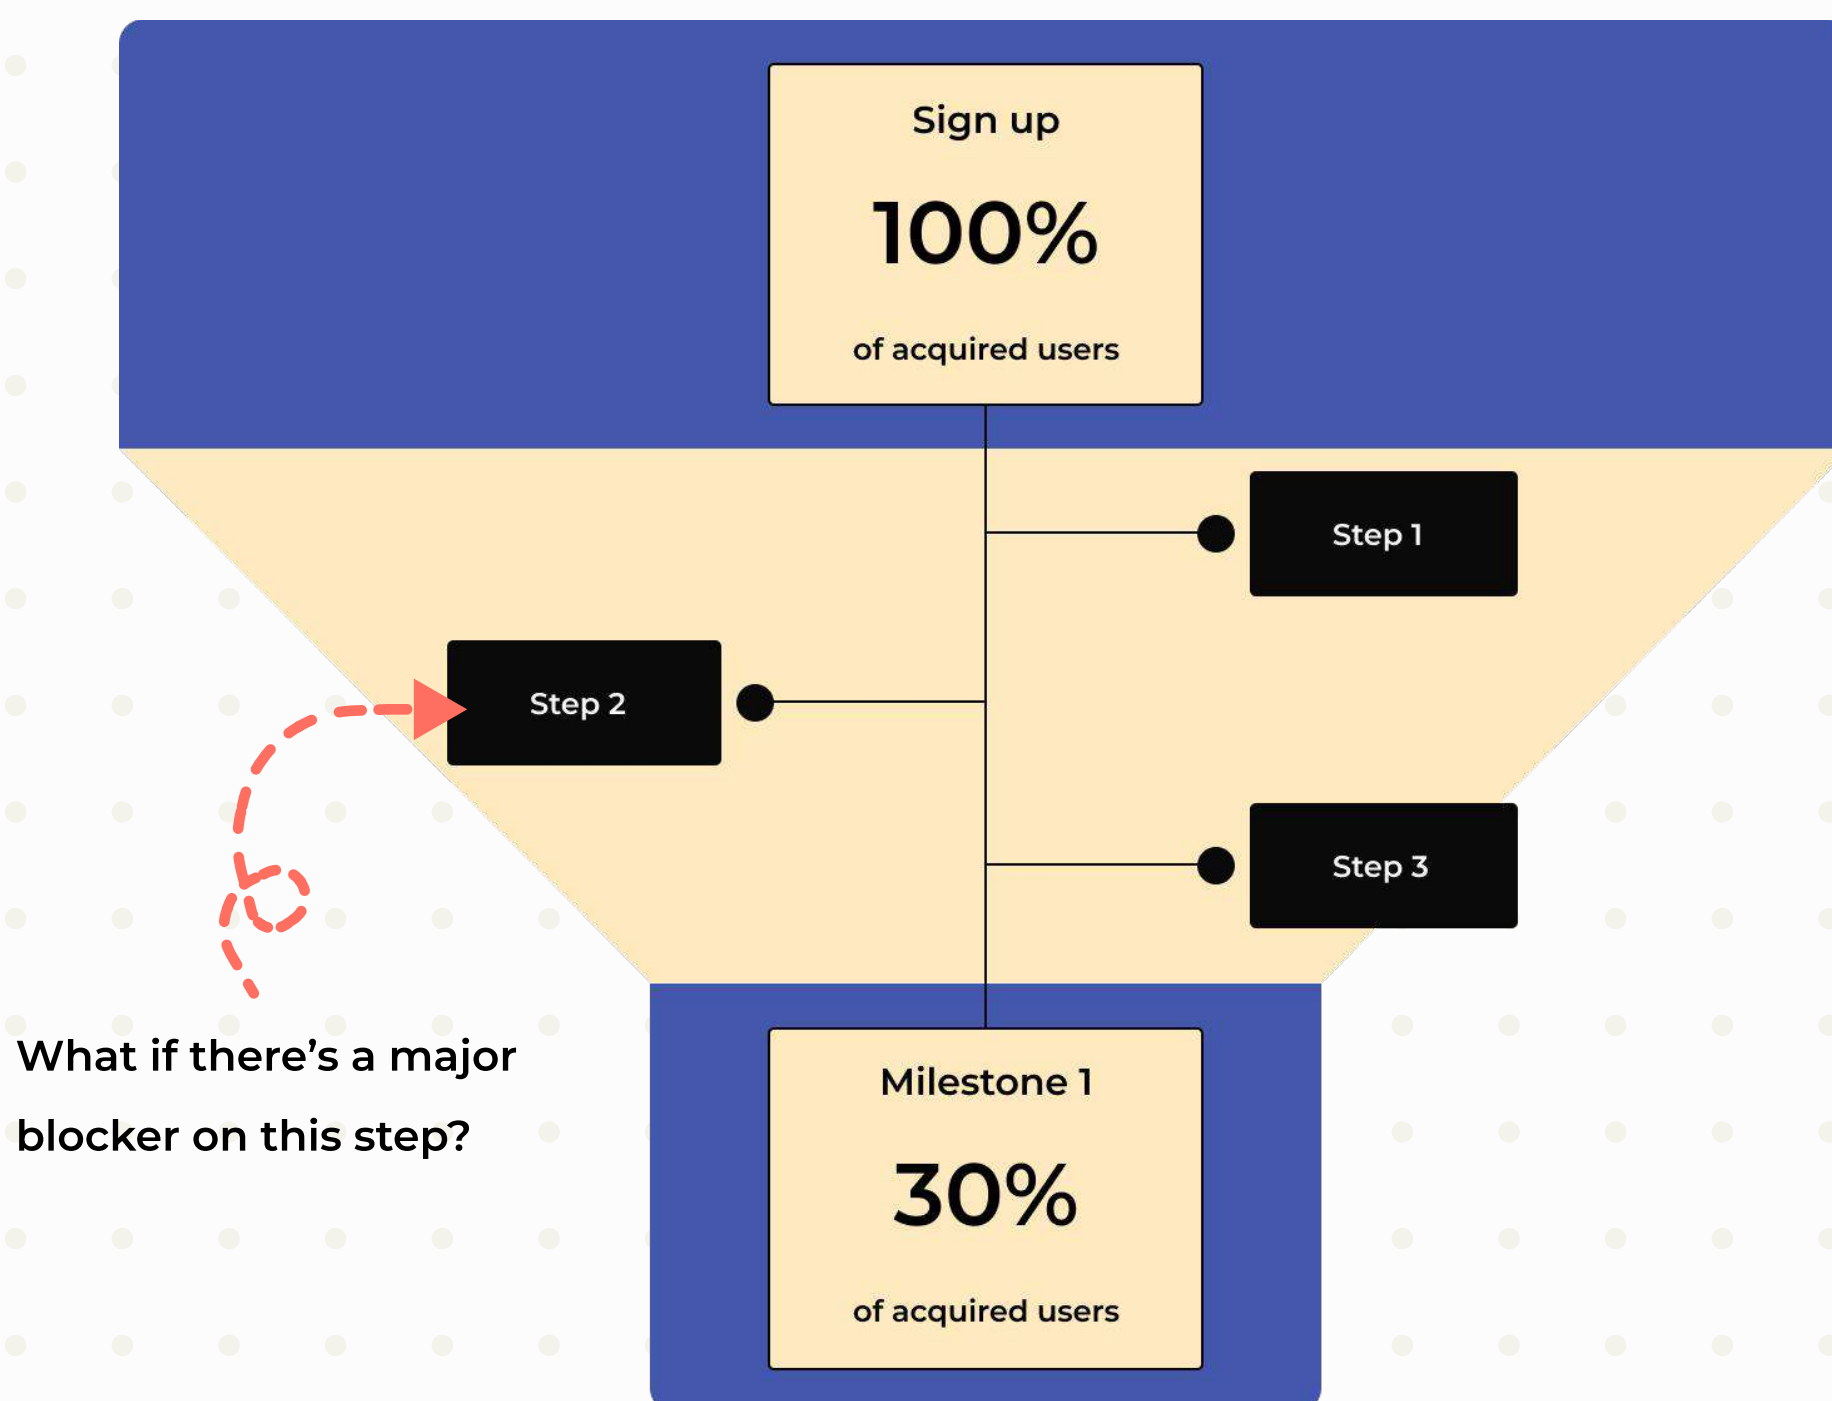 Sign up
100%
of acquired users
Step 1
Step 2
Step 3
What if there’s a major
blocker on this step?
Milestone 1
30%
of acquired users